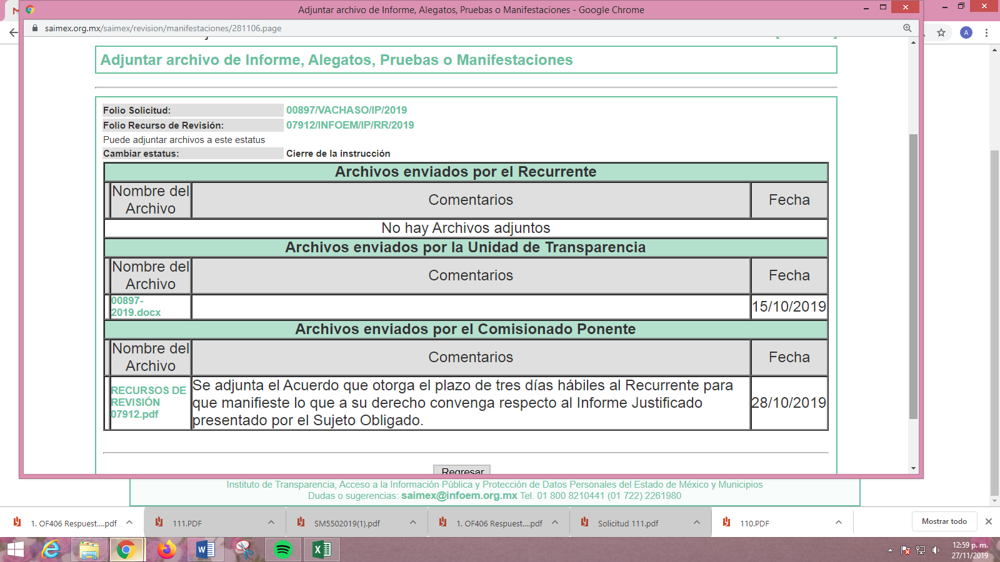 Adjuntar archivo de Informe, Alegatos, Pruebas o Manifestaciones - Google Chrome
saimex.org.mx/saimex/revision/manifestaciones/281106.page
A
Adjuntar archivo de Informe, Alegatos, Pruebas o Manifestaciones
Folio Solicitud: 00897/VACHASO/IP/2019
Folio Recurso de Revisión: 07912/INFOEM/IP/RR/2019
Puede adjuntar archivos a este estatus
Cambiar estatus: Cierre de la instrucción
Archivos enviados por el Recurrente
Nombre del Archivo Comentarios Fecha
No hay Archivos adjuntos
Archivos enviados por la Unidad de Transparencia
Nombre del Archivo Comentarios Fecha
00897-
2019.docx 15/10/2019
Archivos enviados por el Comisionado Ponente
Nombre del Archivo Comentarios Fecha
RECURSOS DE
REVISIÓN
07912.pdf
Se adjunta el Acuerdo que otorga el plazo de tres días hábiles al Recurrente para
que manifieste lo que a su derecho convenga respecto al Informe Justificado
presentado por el Sujeto Obligado.
28/10/2019
Regresar
Instituto de Transparencia, Acceso a la Información Pública y Protección de Datos Personales del Estado de México y Municipios
Dudas o sugerencias: saimex@infoem.org.mx Tel. 01 800 8210441 (01 722) 2261980
1. OF406 Respuest....pdf 111.PDF SM5502019(1).pdf 1. OF406 Respuest....pdf Solicitud 111.pdf 110.PDF Mostrar todo
12:59 p. m.
27/11/2019